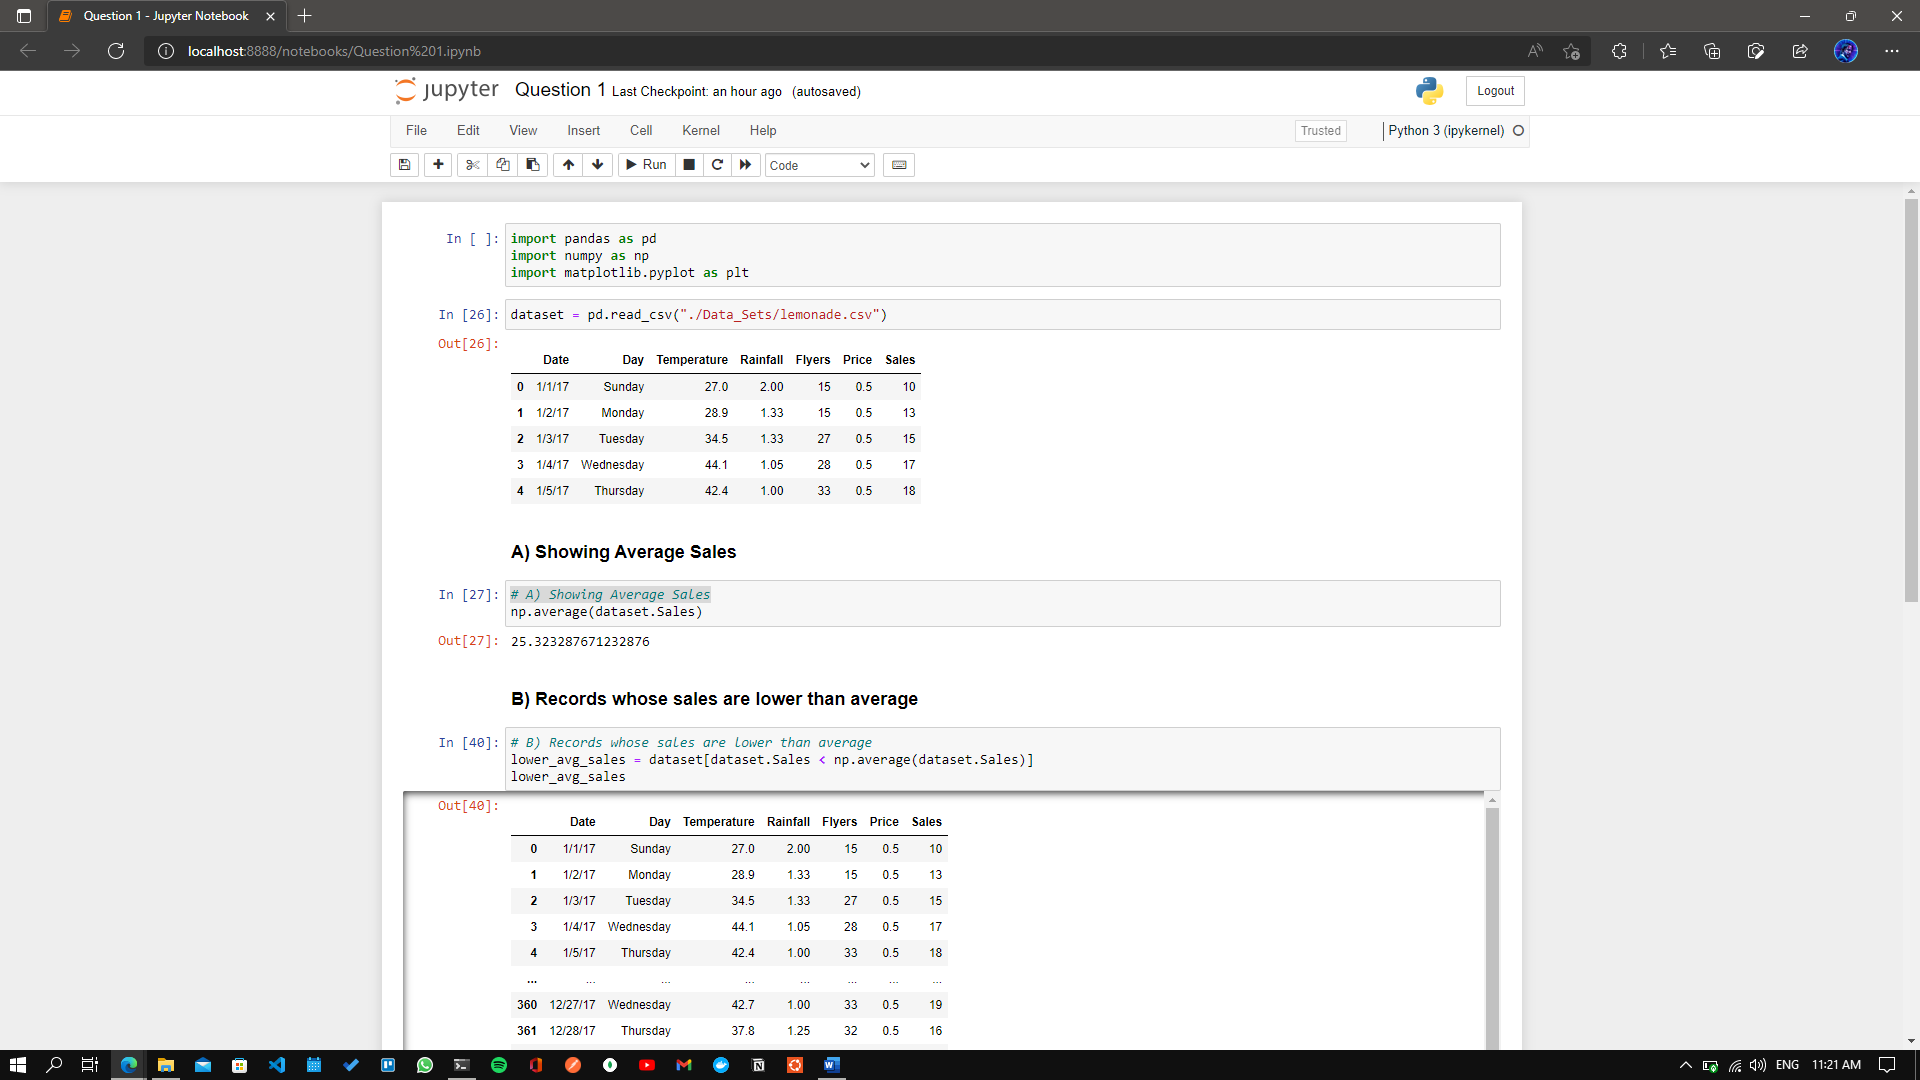 Question 1 - Jupyter Notebook
localhost:8888/notebooks/Question%201.ipynb
jupyter Question 1 Last Checkpoint: an hour ago (autosaved)
Logout
File Edit View Insert Cell Kernel Help
Trusted
Python 3 (ipykernel)
Run
Code
In [ ]:
import pandas as pd
import numpy as np
import matplotlib.pyplot as plt
In [26]:
dataset = pd.read_csv("./Data_Sets/lemonade.csv")
Out[26]:
Date Day Temperature Rainfall Flyers Price Sales
0 1/1/17 Sunday 27.0 2.00 15 0.5 10
1 1/2/17 Monday 28.9 1.33 15 0.5 13
2 1/3/17 Tuesday 34.5 1.33 27 0.5 15
3 1/4/17 Wednesday 44.1 1.05 28 0.5 17
4 1/5/17 Thursday 42.4 1.00 33 0.5 18
A) Showing Average Sales
In [27]:
# A) Showing Average Sales
np.average(dataset.Sales)
Out[27]:
25.323287671232876
B) Records whose sales are lower than average
In [40]:
# B) Records whose sales are lower than average
lower_avg_sales = dataset[dataset.Sales < np.average(dataset.Sales)]
lower_avg_sales
Out[40]:
Date Day Temperature Rainfall Flyers Price Sales
0 1/1/17 Sunday 27.0 2.00 15 0.5 10
1 1/2/17 Monday 28.9 1.33 15 0.5 13
2 1/3/17 Tuesday 34.5 1.33 27 0.5 15
3 1/4/17 Wednesday 44.1 1.05 28 0.5 17
4 1/5/17 Thursday 42.4 1.00 33 0.5 18
... ... ... ... ... ... ... ...
360 12/27/17 Wednesday 42.7 1.00 33 0.5 19
361 12/28/17 Thursday 37.8 1.25 32 0.5 16
ENG 11:21 AM